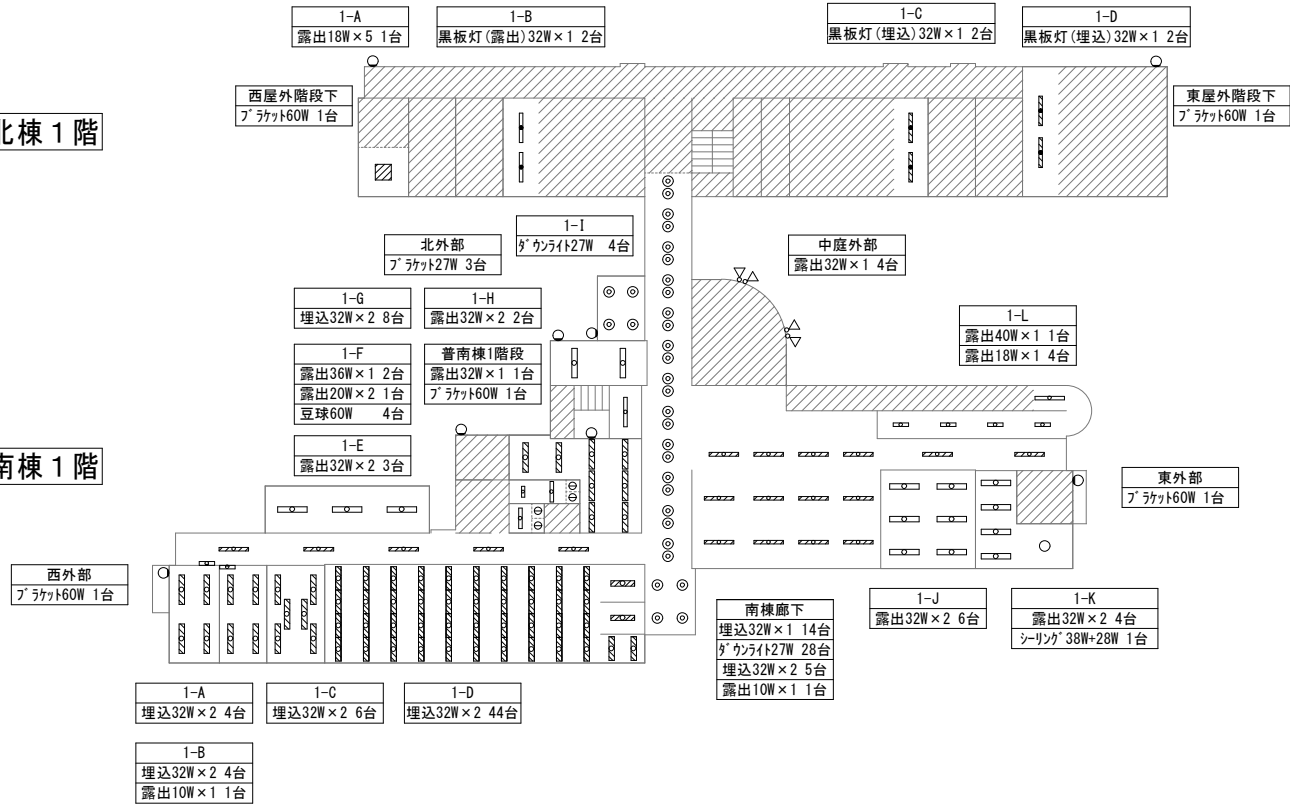 1-A
露出18W×5 1台
1-B
黒板灯(露出)32W×1 2台
1-C
黒板灯(埋込)32W×1 2台
1-D
黒板灯(埋込)32W×1 2台
西屋外階段下
ブラケット60W 1台
東屋外階段下
ブラケット60W 1台
北棟1階
1-I
ダウンライト27W 4台
北外部
ブラケット27W 3台
中庭外部
露出32W×1 4台
1-G
埋込32W×2 8台
1-H
露出32W×2 2台
1-L
露出40W×1 1台
露出18W×1 4台
1-F
露出36W×1 2台
露出20W×2 1台
豆球60W 4台
普南棟1階段
露出32W×1 1台
ブラケット60W 1台
1-E
露出32W×2 3台
南棟1階
東外部
ブラケット60W 1台
西外部
ブラケット60W 1台
南棟廊下
埋込32W×1 14台
ダウンライト27W 28台
埋込32W×2 5台
露出10W×1 1台
1-J
露出32W×2 6台
1-K
露出32W×2 4台
シーリング38W+28W 1台
1-A
埋込32W×2 4台
1-C
埋込32W×2 6台
1-D
埋込32W×2 44台
1-B
埋込32W×2 4台
露出10W×1 1台